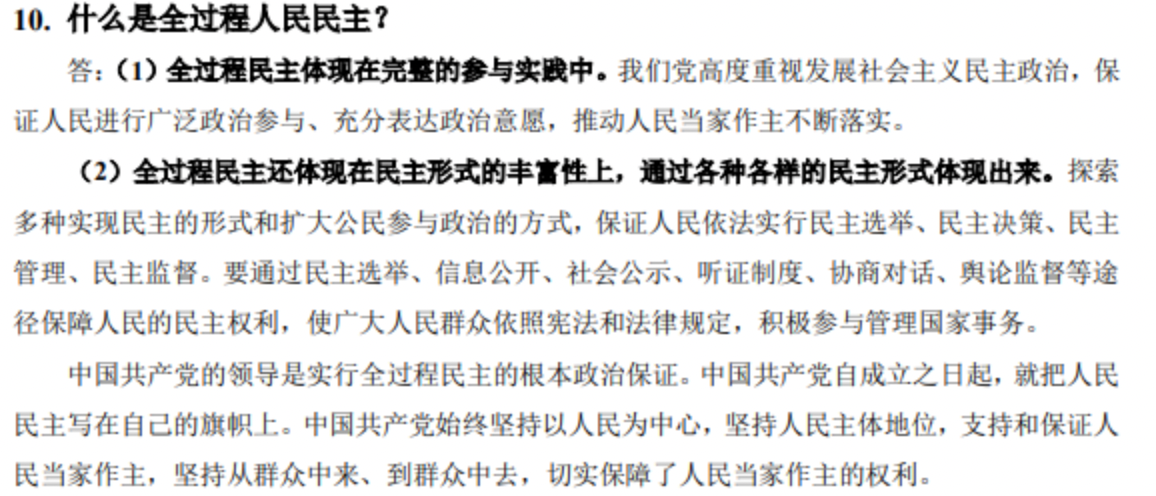 10. 什么是全过程人民民主？
答：（1）全过程民主体现在完整的参与实践中。我们党高度重视发展社会主义民主政治，保
证人民进行广泛政治参与、充分表达政治意愿，推动人民当家作主不断落实。
（2）全过程民主还体现在民主形式的丰富性上，通过各种各样的民主形式体现出来。探索
多种实现民主的形式和扩大公民参与政治的方式，保证人民依法实行民主选举、民主决策、民主
管理、民主监督。要通过民主选举、信息公开、社会公示、听证制度、协商对话、舆论监督等途
径保障人民的民主权利，使广大人民群众依照宪法和法律规定，积极参与管理国家事务。
中国共产党的领导是实行全过程民主的根本政治保证。中国共产党自成立之日起，就把人民
民主写在自己的旗帜上。中国共产党始终坚持以人民为中心，坚持人民主体地位，支持和保证人
民当家作主，坚持从群众中来、到群众中去，切实保障了人民当家作主的权利。